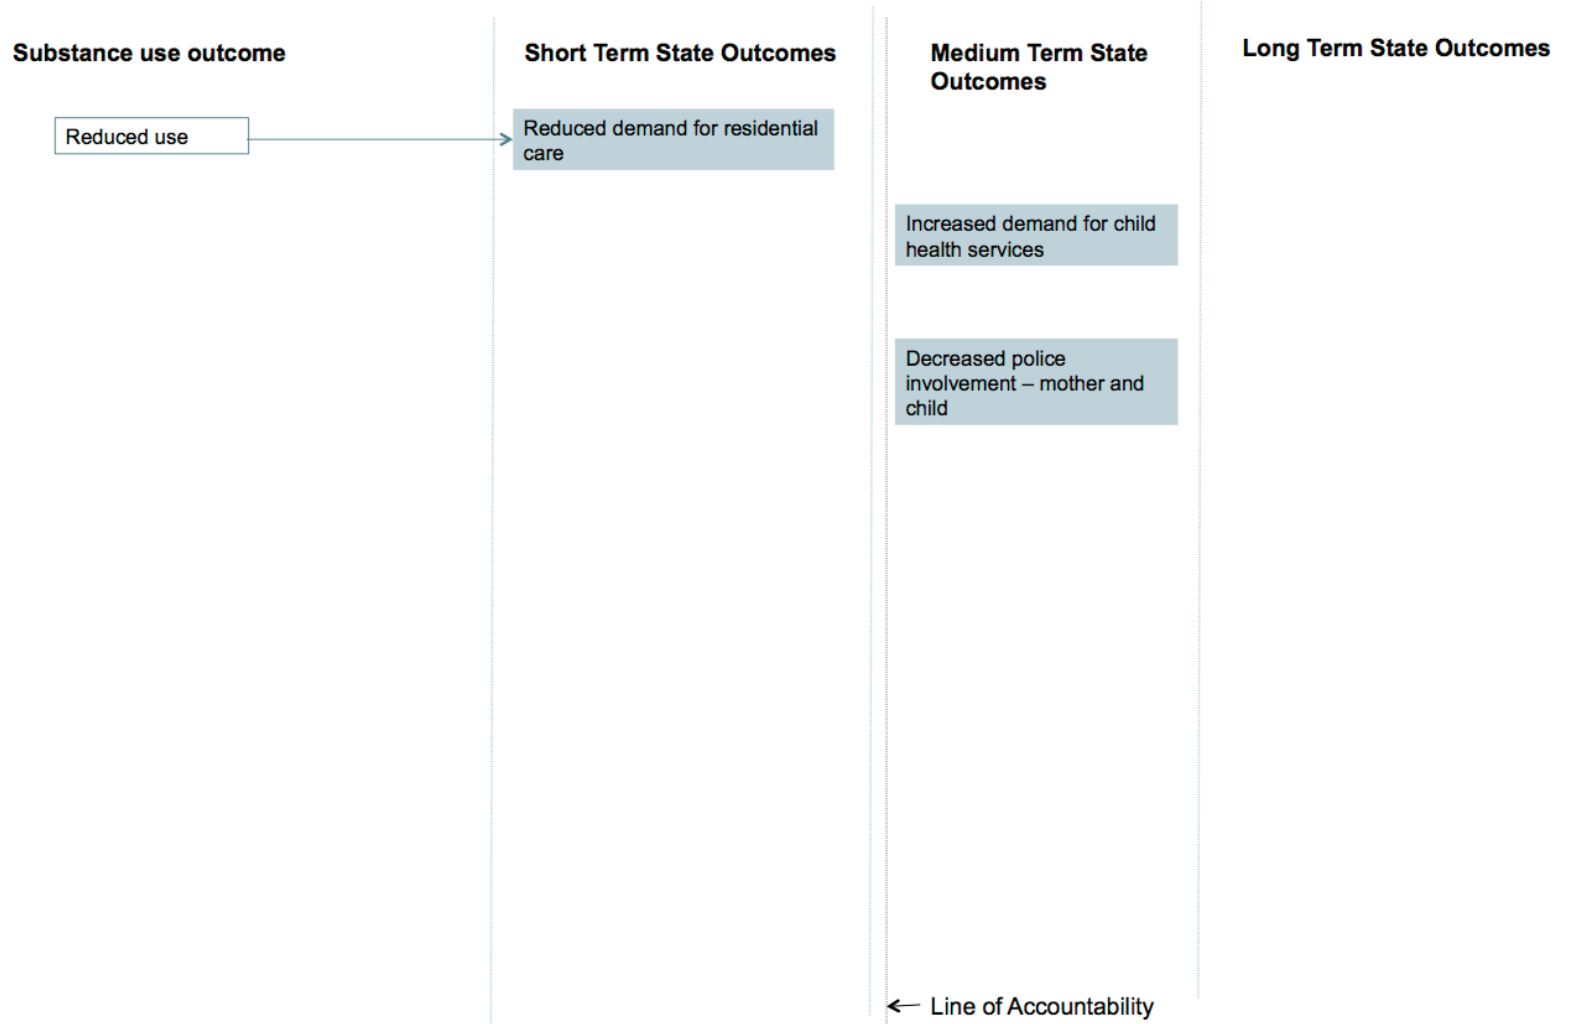 Substance use outcome
Short Term State Outcomes
Medium Term State
Outcomes
Long Term State Outcomes
Reduced use
Reduced demand for residential
care
Increased demand for child
health services
Decreased police
involvement – mother and
child
Line of Accountability